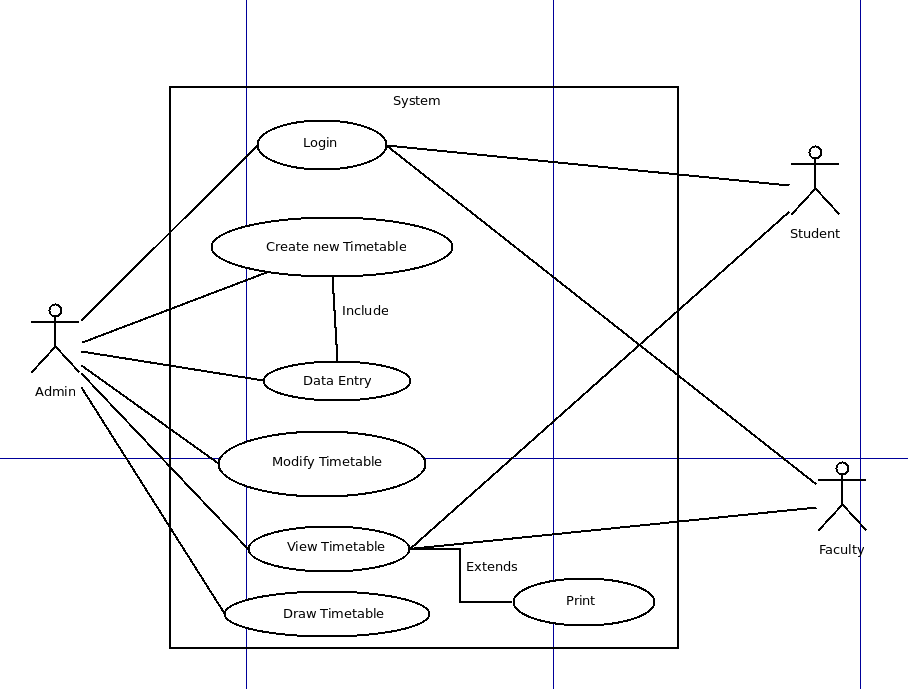 System
Login
Student
Create new Timetable
Include
Admin
Data Entry
Modify Timetable
View Timetable
Faculty
Extends
Print
Draw Timetable